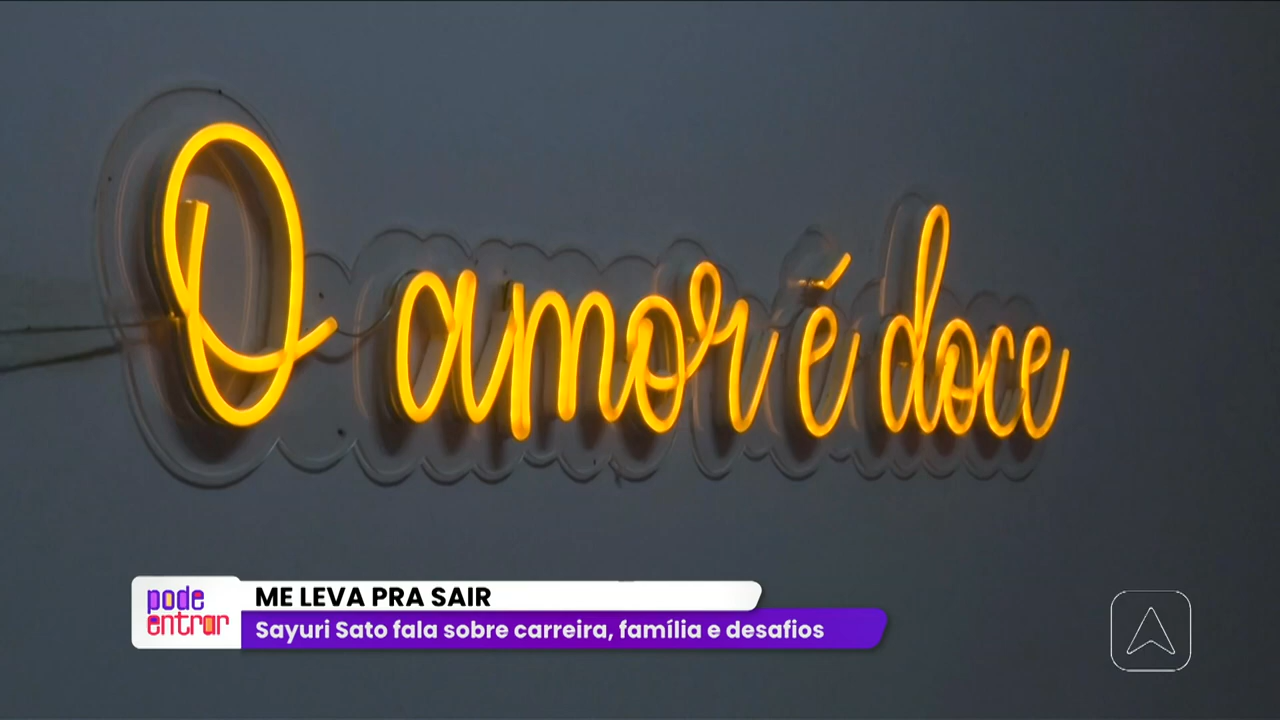 O amor é doce
pode
entrar
ME LEVA PRA SAIR
Sayuri Sato fala sobre carreira, família e desafios